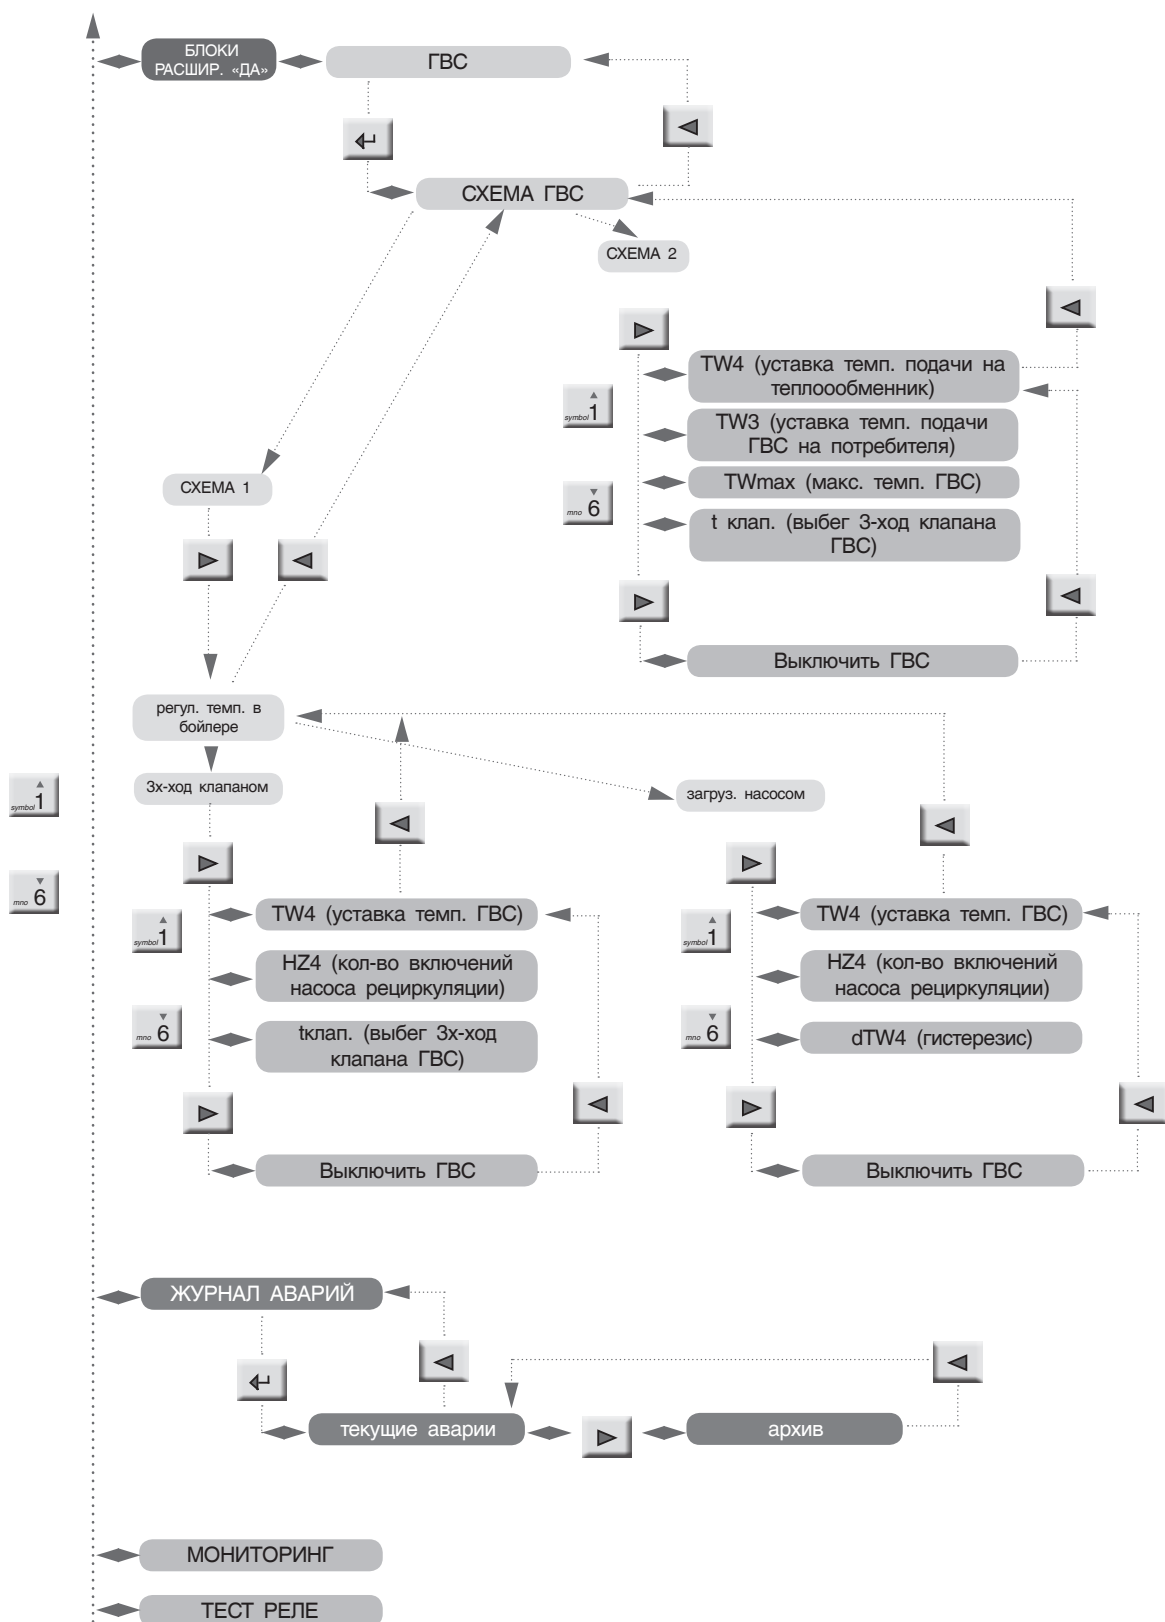 БЛОКИ
РАСШИР. «ДА»
ГВС
СХЕМА ГВС
СХЕМА 2
TW4 (уставка темп. подачи на
теплоообменник)
symbol 1
TW3 (уставка темп. подачи
ГВС на потребителя)
TWmax (макс. темп. ГВС)
mno 6
t клап. (выбег 3-ход клапана
ГВС)
Выключить ГВС
СХЕМА 1
регул. темп. в
бойлере
3х-ход клапаном
загруз. насосом
symbol 1
mno 6
TW4 (уставка темп. ГВС)
symbol 1
HZ4 (кол-во включений
насоса рециркуляции)
mno 6
tклап. (выбег 3х-ход
клапана ГВС)
Выключить ГВС
TW4 (уставка темп. ГВС)
symbol 1
HZ4 (кол-во включений
насоса рециркуляции)
mno 6
dTW4 (гистерезис)
Выключить ГВС
ЖУРНАЛ АВАРИЙ
текущие аварии
архив
МОНИТОРИНГ
ТЕСТ РЕЛЕ